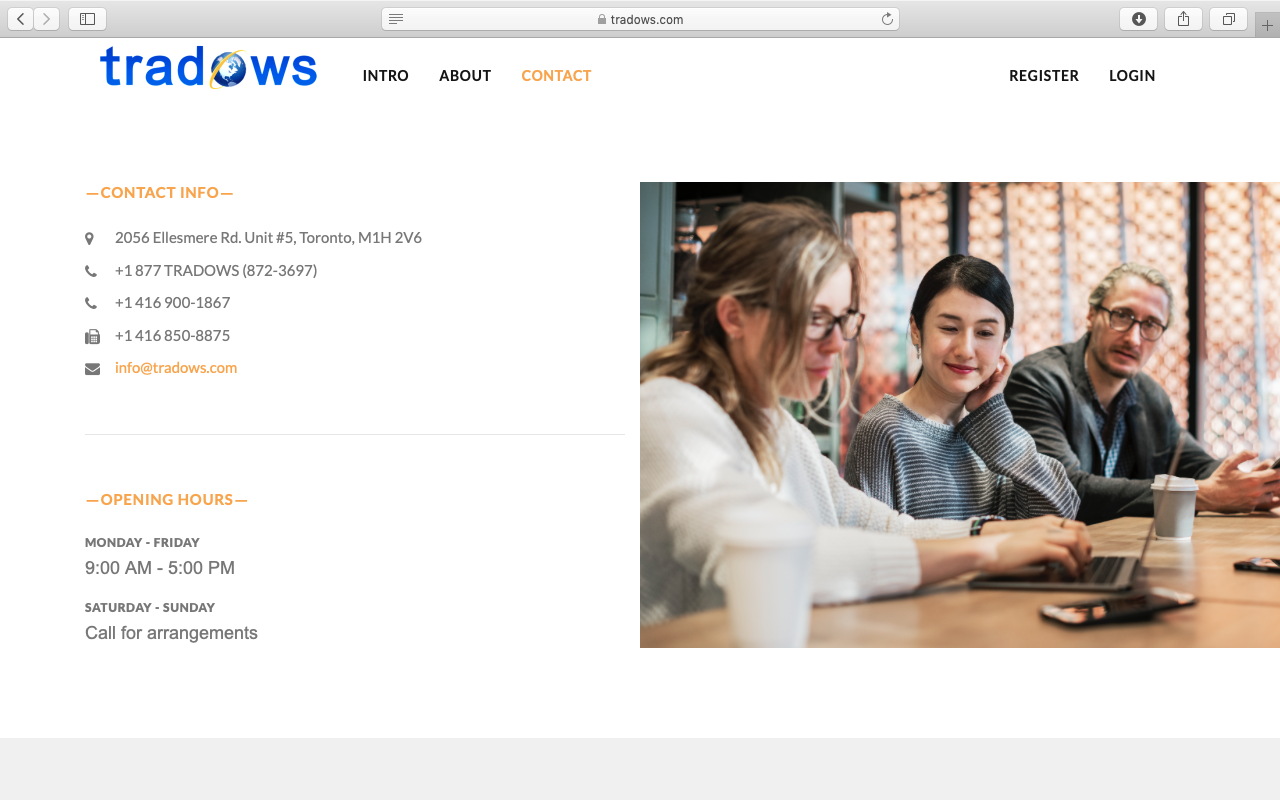 tradows.com
tradows
INTRO ABOUT CONTACT REGISTER LOGIN
—CONTACT INFO—
2056 Ellesmere Rd. Unit #5, Toronto, M1H 2V6
+1 877 TRADOWS (872-3697)
+1 416 900-1867
+1 416 850-8875
info@tradows.com
—OPENING HOURS—
MONDAY - FRIDAY
9:00 AM - 5:00 PM
SATURDAY - SUNDAY
Call for arrangements